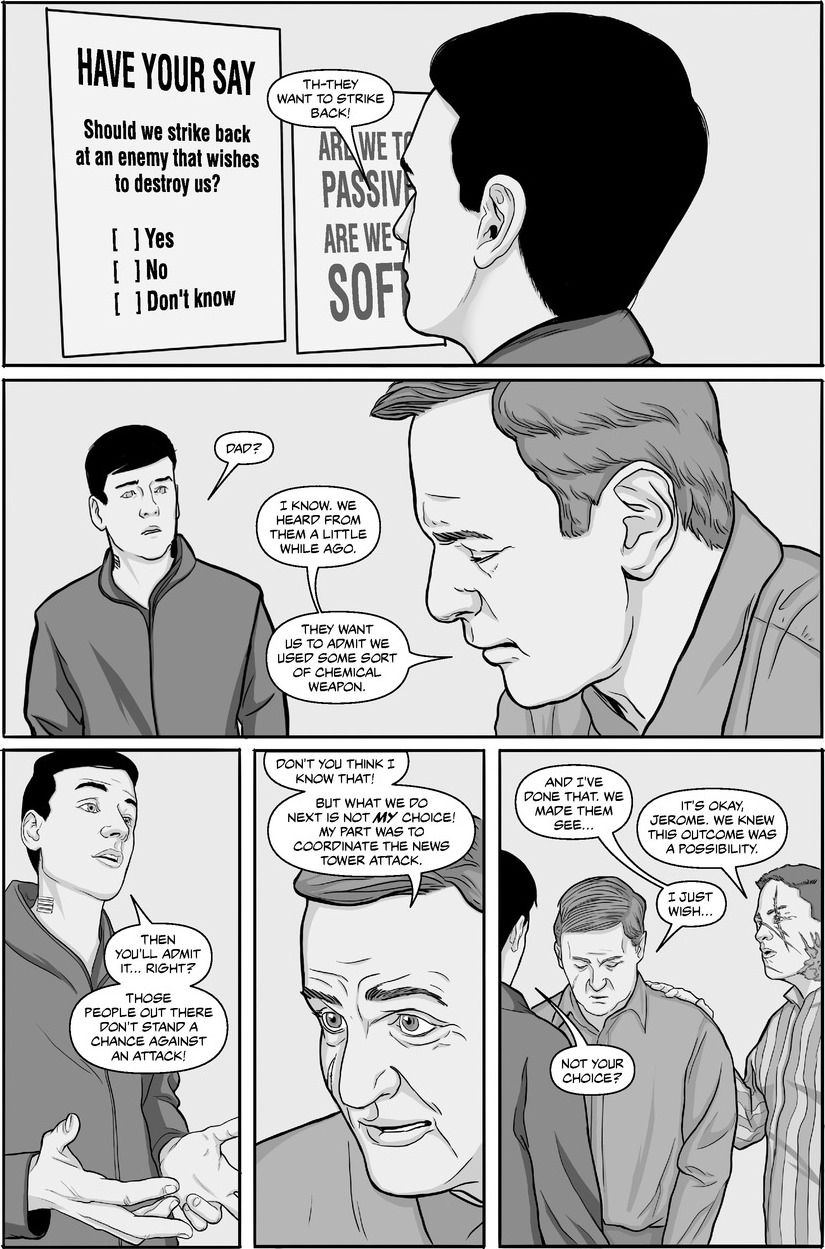 HAVE YOUR SAY
Should we strike back
at an enemy that wishes
to destroy us?
[ ] Yes
[ ] No
[ ] Don't know
TH-THEY
WANT TO STRIKE
BACK!
ARE WE TO
PASSIVE
ARE WE
SOFT
DAD?
I KNOW. WE
HEARD FROM
THEM A LITTLE
WHILE AGO.
THEY WANT
US TO ADMIT WE
USED SOME SORT
OF CHEMICAL
WEAPON.
THEN
YOU'LL ADMIT
IT... RIGHT?
THOSE
PEOPLE OUT THERE
DON'T STAND A
CHANCE AGAINST
AN ATTACK!
DON'T YOU THINK I
KNOW THAT!
BUT WHAT WE DO
NEXT IS NOT MY CHOICE!
MY PART WAS TO
COORDINATE THE NEWS
TOWER ATTACK.
AND I'VE
DONE THAT. WE
MADE THEM
SEE...
IT'S OKAY,
JEROME. WE KNEW
THIS OUTCOME WAS
A POSSIBILITY.
I JUST
WISH...
NOT YOUR
CHOICE?